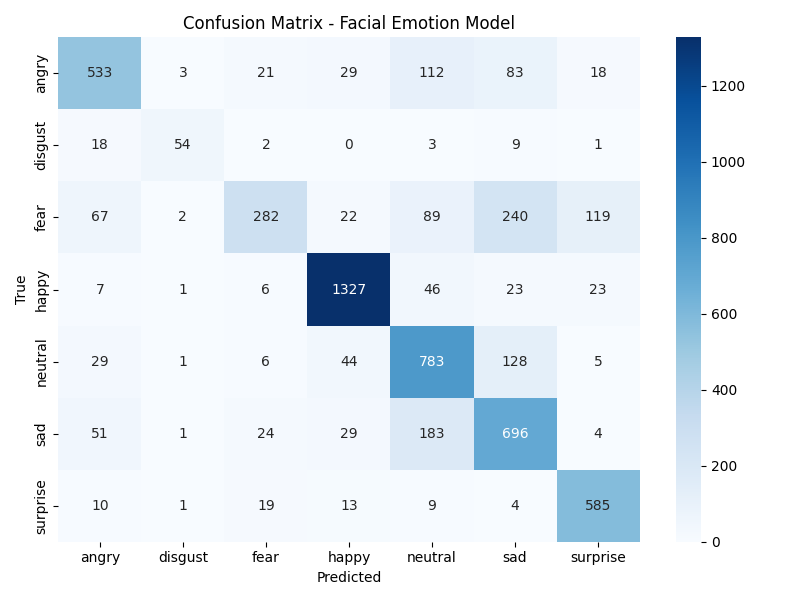 Confusion Matrix - Facial Emotion Model
True
angry 533 3 21 29 112 83 18
disgust 18 54 2 0 3 9 1
fear 67 2 282 22 89 240 119
happy 7 1 6 1327 46 23 23
neutral 29 1 6 44 783 128 5
sad 51 1 24 29 183 696 4
surprise 10 1 19 13 9 4 585
angry disgust fear happy neutral sad surprise
Predicted
1200
1000
800
600
400
200
0